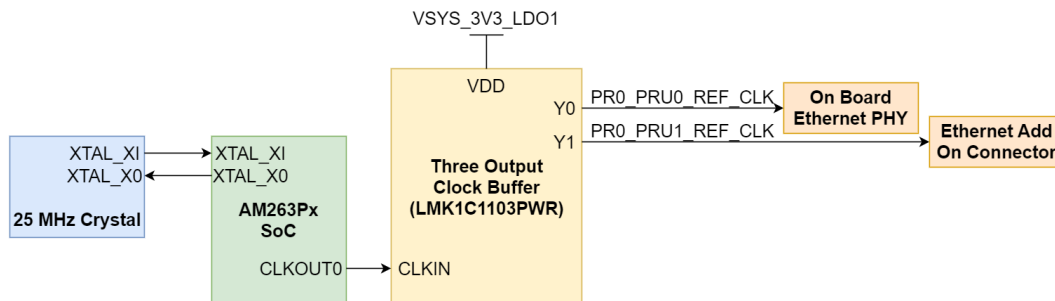 VSYS_3V3_LDO1
VDD
Y0
PR0_PRU0_REF_CLK
On Board
Ethernet PHY
Y1
PR0_PRU1_REF_CLK
Ethernet Add
On Connector
XTAL_XI
XTAL_X0
25 MHz Crystal
XTAL_XI
XTAL_X0
AM263Px
SoC
CLKOUT0
Three Output
Clock Buffer
(LMK1C1103PWR)
CLKIN